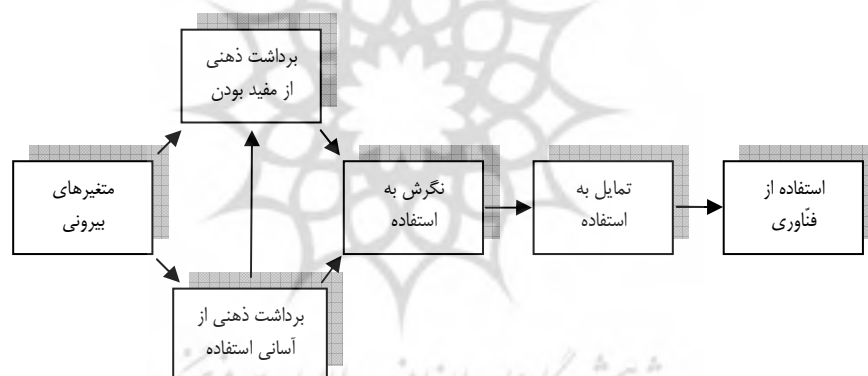 برداشت ذهنی
از مفید بودن
متغیرهای
بیرونی
نگرش به
استفاده
تمایل به
استفاده
استفاده از
فنّاوری
برداشت ذهنی از
آسانی استفاده